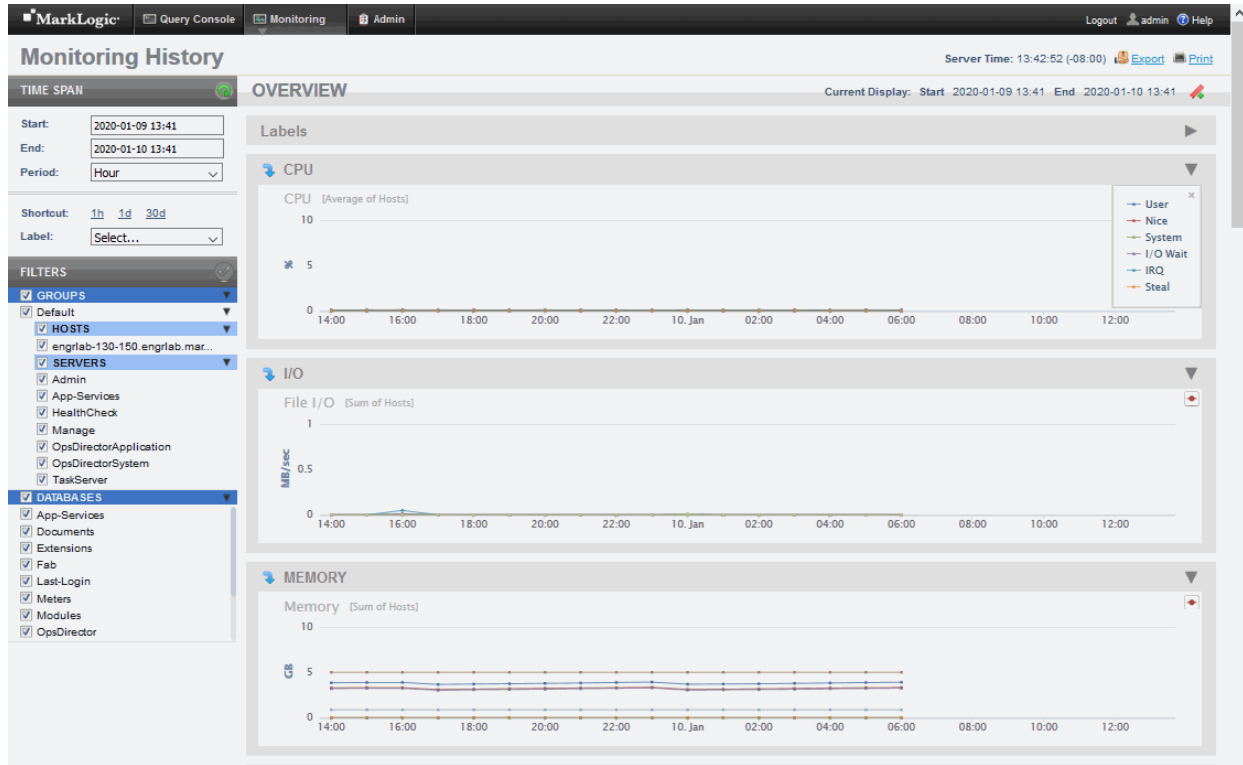 MarkLogic Query Console Monitoring Admin Logout admin Help
Monitoring History
Server Time: 13:42:52 (-08:00) Export Print
TIME SPAN
Start: 2020-01-09 13:41
End: 2020-01-10 13:41
Period: Hour
Shortcut: 1h 1d 30d
Label: Select...
FILTERS
GROUPS
Default
HOSTS
engrlab-130-150.engrlab.mar...
SERVERS
Admin
App-Services
HealthCheck
Manage
OpsDirectorApplication
OpsDirectorSystem
TaskServer
DATABASES
App-Services
Documents
Extensions
Fab
Last-Login
Meters
Modules
OpsDirector
OVERVIEW
Current Display: Start 2020-01-09 13:41 End 2020-01-10 13:41
Labels
CPU
CPU [Average of Hosts]
10
% 5
0
14:00 16:00 18:00 20:00 22:00 10. Jan 02:00 04:00 06:00 08:00 10:00 12:00
User
Nice
System
I/O Wait
IRQ
Steal
I/O
File I/O [Sum of Hosts]
1
MB/sec 0.5
0
14:00 16:00 18:00 20:00 22:00 10. Jan 02:00 04:00 06:00 08:00 10:00 12:00
MEMORY
Memory [Sum of Hosts]
10
GB 5
0
14:00 16:00 18:00 20:00 22:00 10. Jan 02:00 04:00 06:00 08:00 10:00 12:00